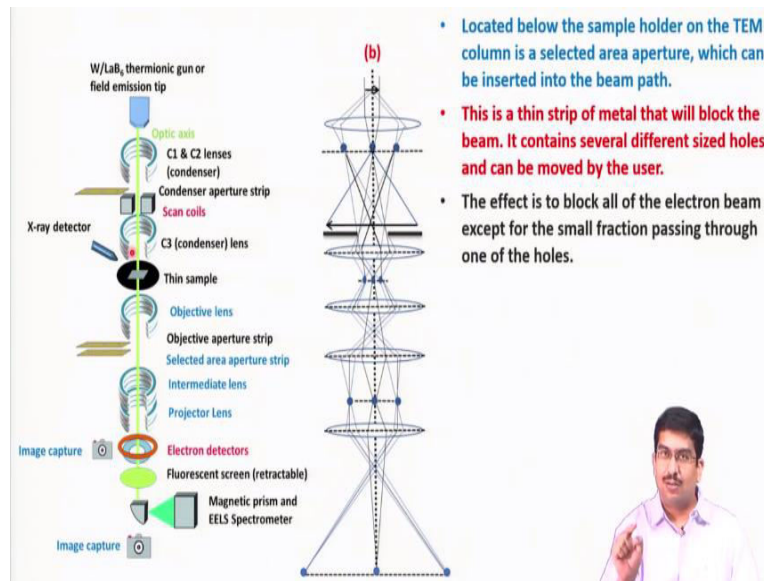 W/LaB6 thermionic gun or
field emission tip
Optic axis
C1 & C2 lenses
(condenser)
Condenser aperture strip
Scan coils
X-ray detector
C3 (condenser) lens
Thin sample
Objective lens
Objective aperture strip
Selected area aperture strip
Intermediate lens
Projector Lens
Image capture
Electron detectors
Fluorescent screen (retractable)
Magnetic prism and
EELS Spectrometer
Image capture
(b)
• Located below the sample holder on the TEM
column is a selected area aperture, which can
be inserted into the beam path.
• This is a thin strip of metal that will block the
beam. It contains several different sized holes
and can be moved by the user.
• The effect is to block all of the electron beam
except for the small fraction passing through
one of the holes.